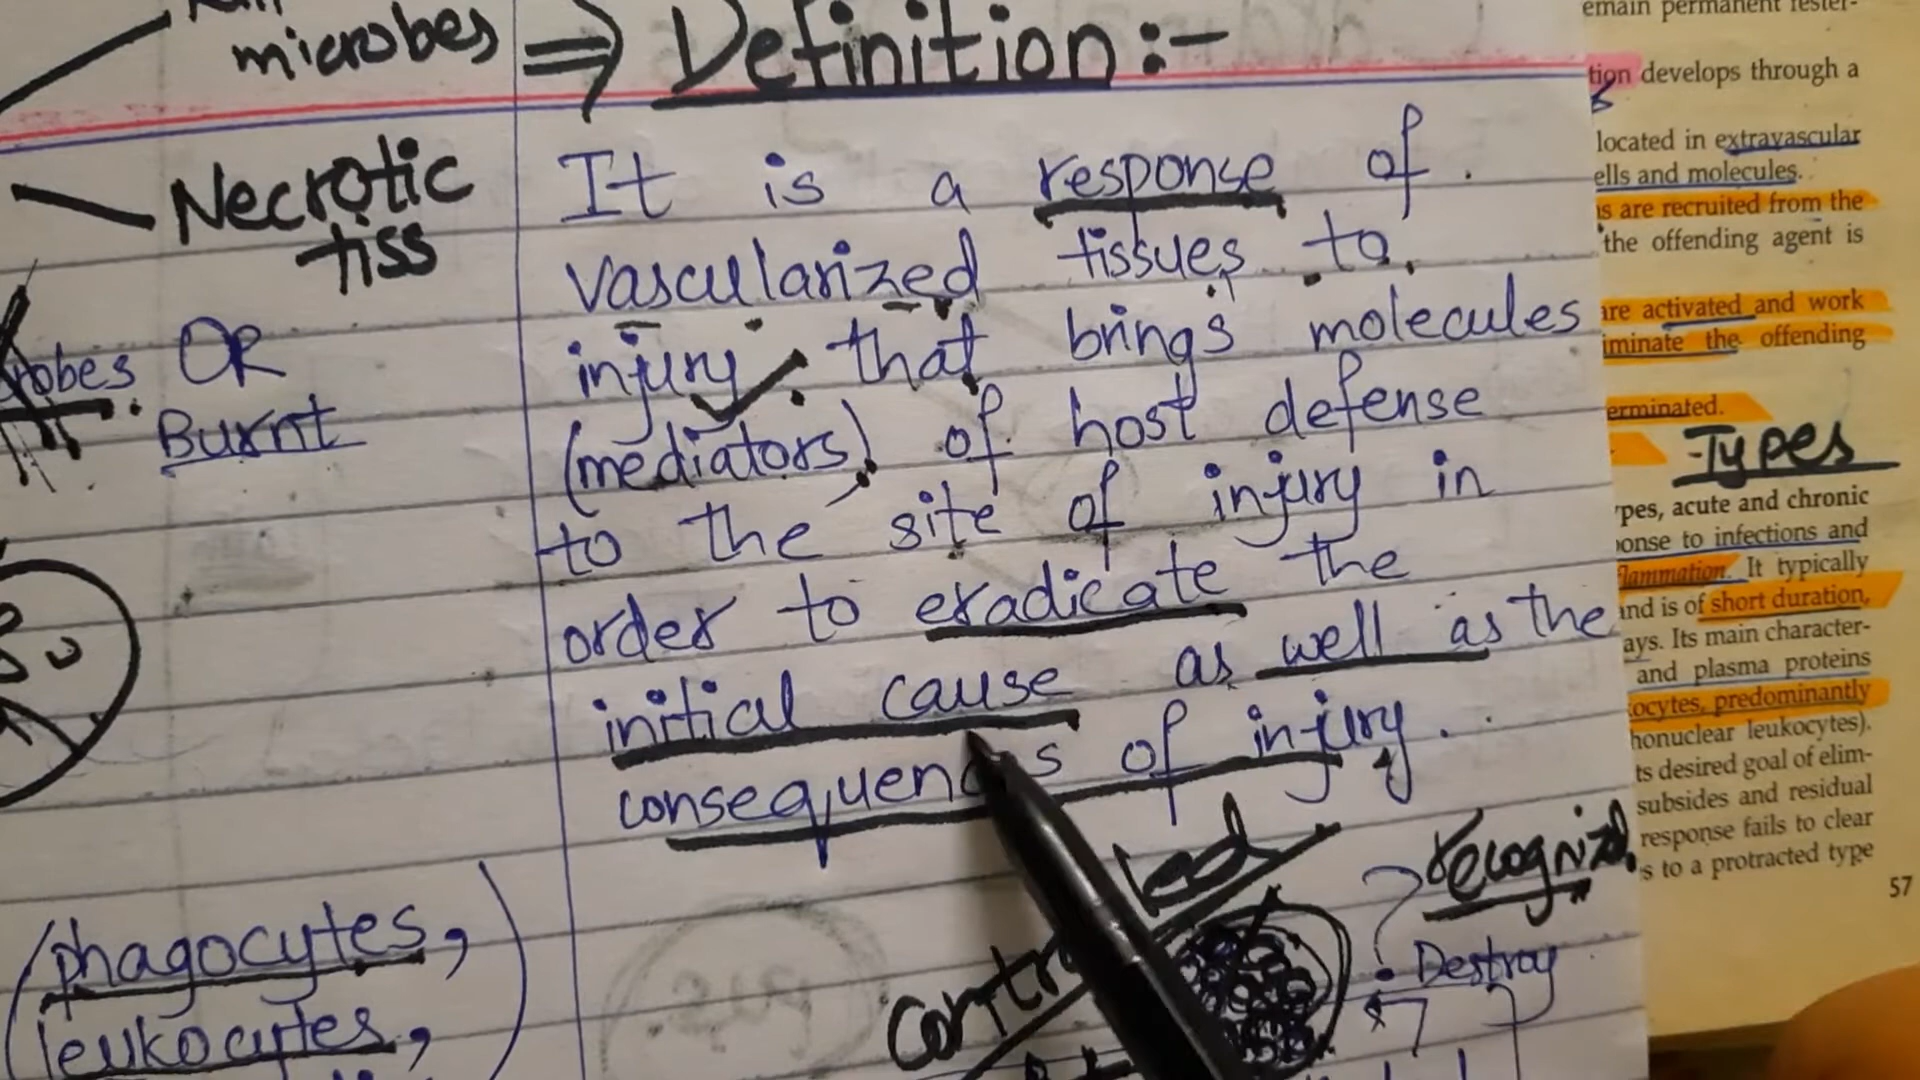 microbes
Necrotic
tiss
OR
Burnt
(phagocytes,
leukocytes,
⇒ Definition:-
It is a response of
vascularized tissues to
injury that brings molecules
(mediators) of host defense
to the site of injury in
order to eradicate the
initial cause as well as the
of injury.
recognize
Destroy
emain permanent
tion develops through a
located in extravascular
ells and molecules.
s are recruited from the
the offending agent is
are activated and work
iminate the offending
erminated.
Types
pes, acute and chronic
onse to infections and
flammation. It typically
and is of short duration,
ays. Its main character-
and plasma proteins
ocytes, predominantly
nonuclear leukocytes).
ts desired goal of elim-
subsides and residual
response fails to clear
s to a protracted type
57